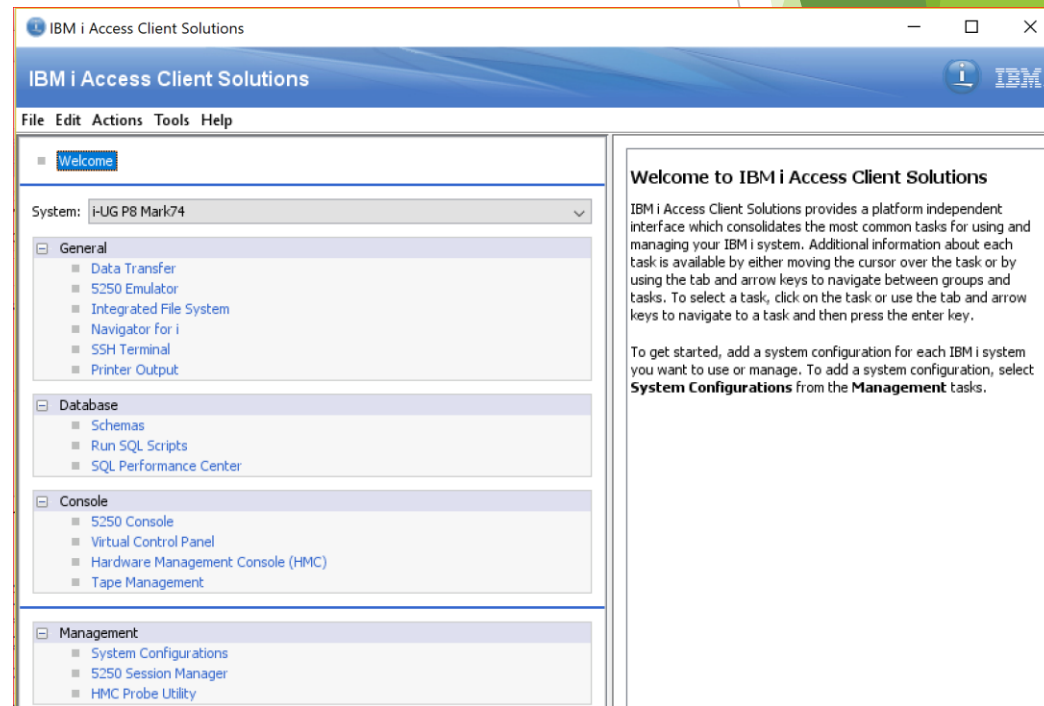 IBM i Access Client Solutions
IBM i Access Client Solutions
i IBM
File Edit Actions Tools Help
Welcome
System: i-UG P8 Mark74
General
Data Transfer
5250 Emulator
Integrated File System
Navigator for i
SSH Terminal
Printer Output
Database
Schemas
Run SQL Scripts
SQL Performance Center
Console
5250 Console
Virtual Control Panel
Hardware Management Console (HMC)
Tape Management
Management
System Configurations
5250 Session Manager
HMC Probe Utility
Welcome to IBM i Access Client Solutions
IBM i Access Client Solutions provides a platform independent
interface which consolidates the most common tasks for using and
managing your IBM i system. Additional information about each
task is available by either moving the cursor over the task or by
using the tab and arrow keys to navigate between groups and
tasks. To select a task, click on the task or use the tab and arrow
keys to navigate to a task and then press the enter key.
To get started, add a system configuration for each IBM i system
you want to use or manage. To add a system configuration, select
System Configurations from the Management tasks.